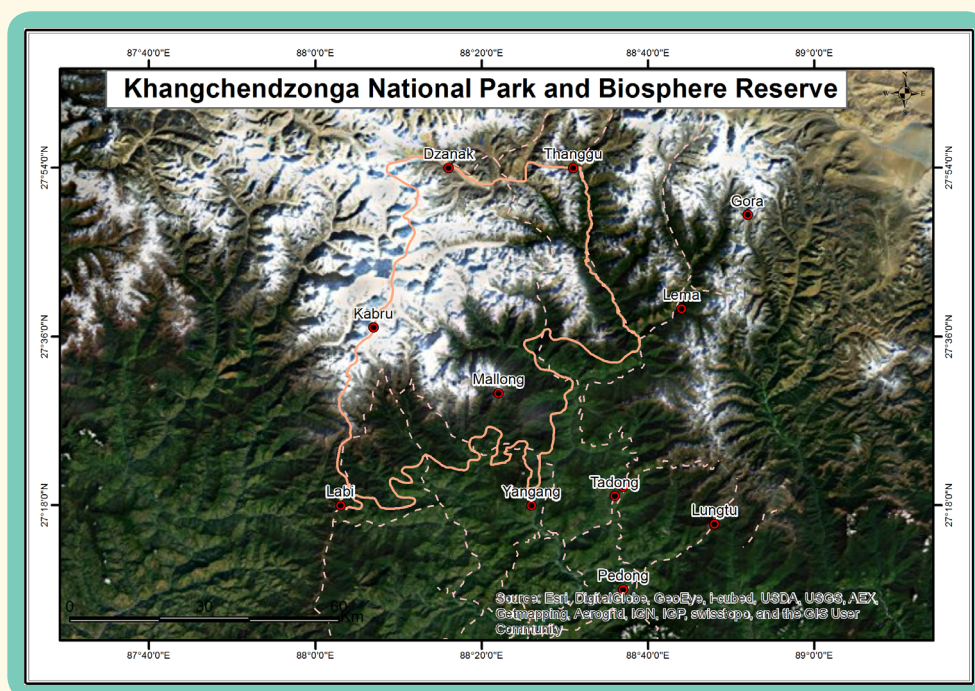 87°40'0"E 88°0'0"E 88°20'0"E 88°40'0"E 89°0'0"E
Khangchendzonga National Park and Biosphere Reserve
N
W E
S
27°54'0"N 27°54'0"N
Dzanak Thanggu
Gora
Lema
Kabru
27°36'0"N 27°36'0"N
Mallong
Tadong
Labi Yangang
27°18'0"N 27°18'0"N
Lungtu
Pedong
0 30 60
Km
Source: Esri, DigitalGlobe, GeoEye, i-cubed, USDA, USGS, AEX,
Getmapping, Aerogrid, IGN, IGP, swisstopo, and the GIS User
Community
87°40'0"E 88°0'0"E 88°20'0"E 88°40'0"E 89°0'0"E